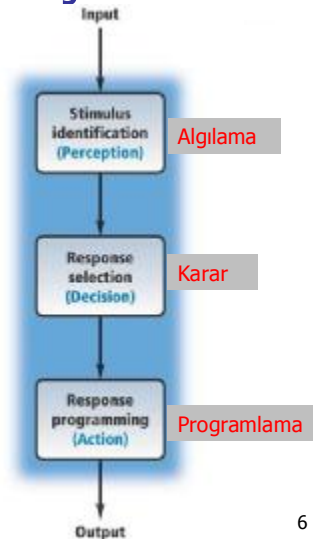 Input
Stimulus
identification
(Perception)
Algılama
Response
selection
(Decision)
Karar
Response
programming
(Action)
Programlama
Output
6